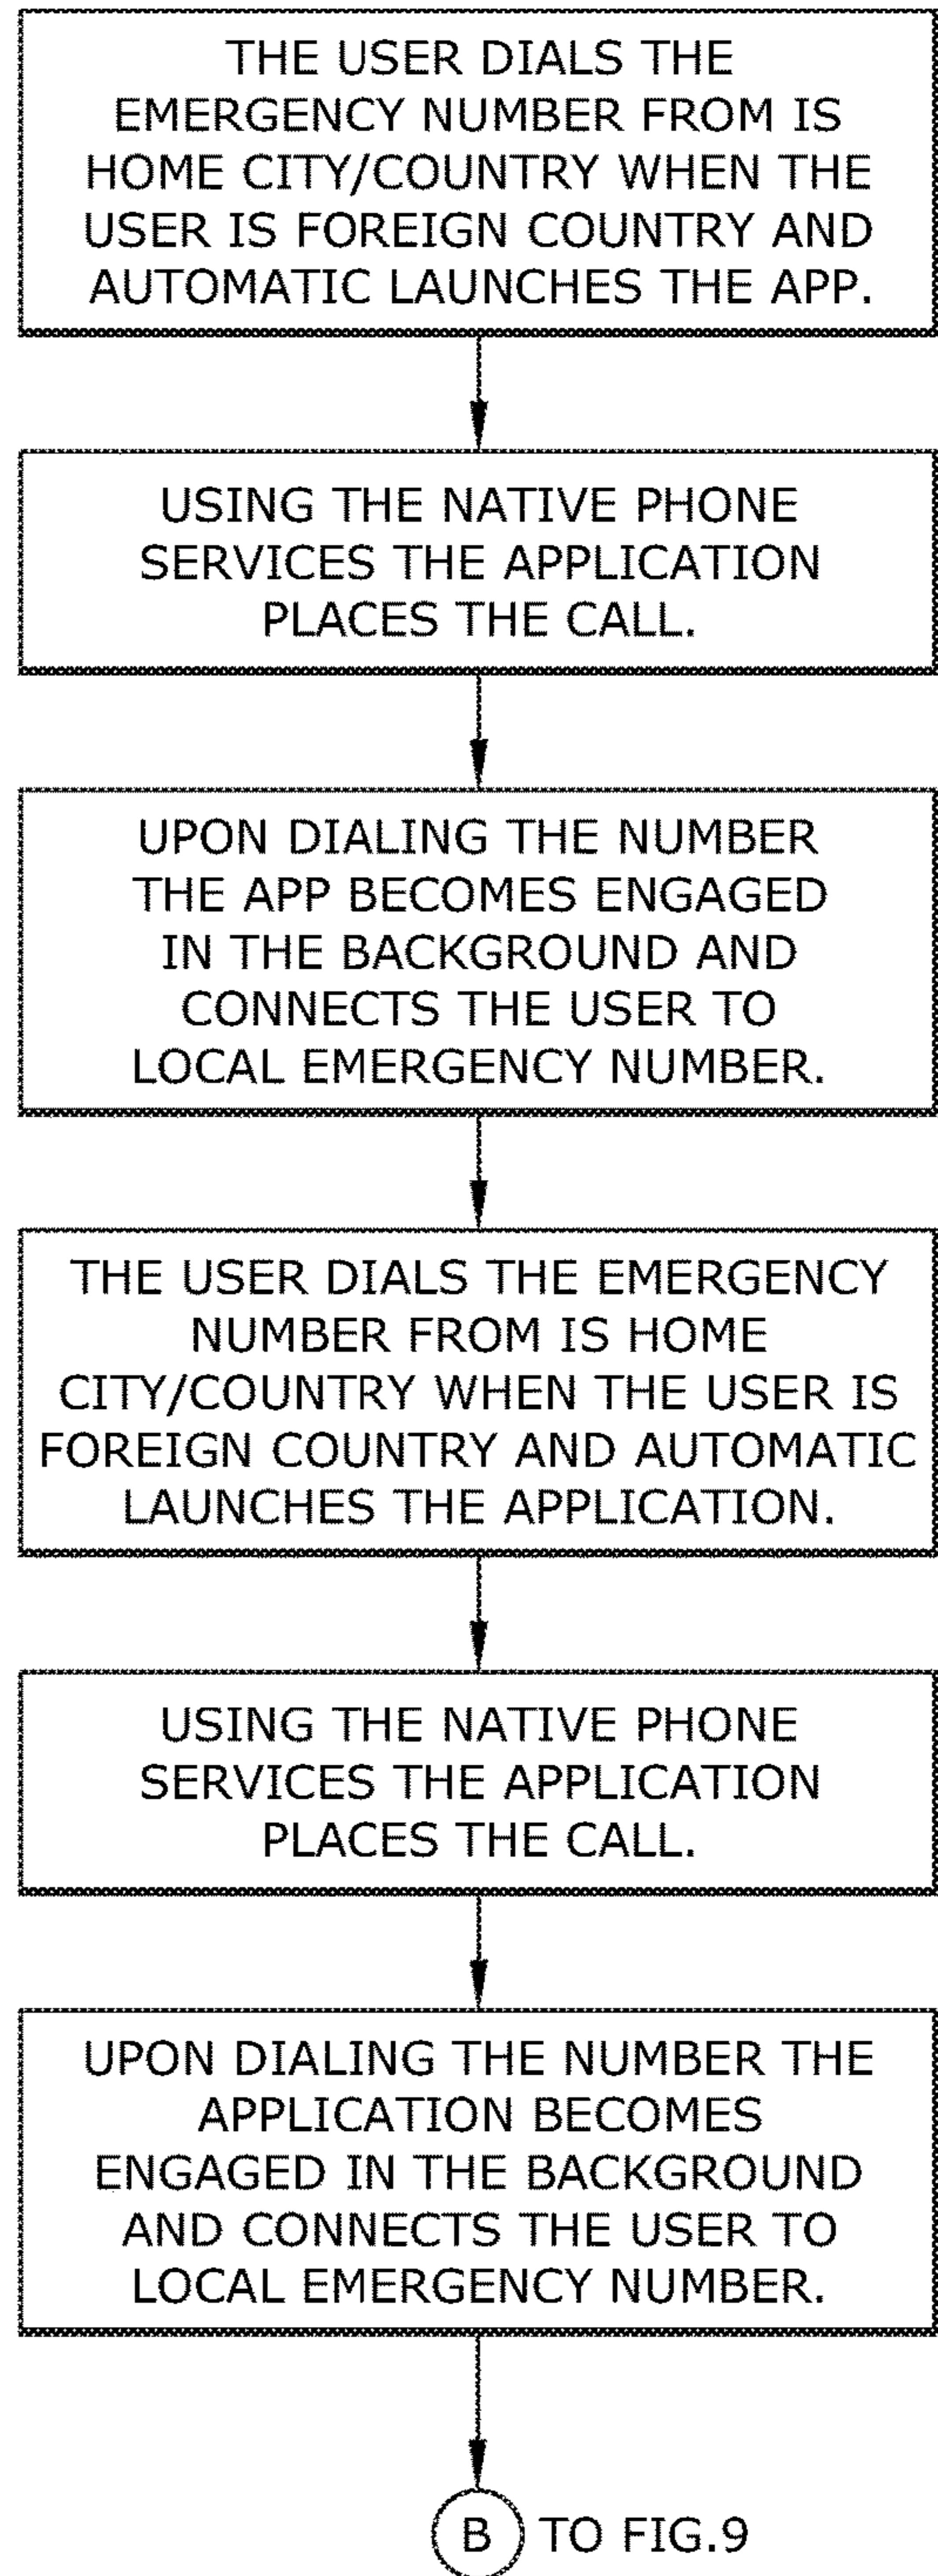 THE USER DIALS THE
EMERGENCY NUMBER FROM IS
HOME CITY/COUNTRY WHEN THE
USER IS FOREIGN COUNTRY AND
AUTOMATIC LAUNCHES THE APP.
USING THE NATIVE PHONE
SERVICES THE APPLICATION
PLACES THE CALL.
UPON DIALING THE NUMBER
THE APP BECOMES ENGAGED
IN THE BACKGROUND AND
CONNECTS THE USER TO
LOCAL EMERGENCY NUMBER.
THE USER DIALS THE EMERGENCY
NUMBER FROM IS HOME
CITY/COUNTRY WHEN THE USER IS
FOREIGN COUNTRY AND AUTOMATIC
LAUNCHES THE APPLICATION.
USING THE NATIVE PHONE
SERVICES THE APPLICATION
PLACES THE CALL.
UPON DIALING THE NUMBER THE
APPLICATION BECOMES
ENGAGED IN THE BACKGROUND
AND CONNECTS THE USER TO
LOCAL EMERGENCY NUMBER.
B TO FIG.9